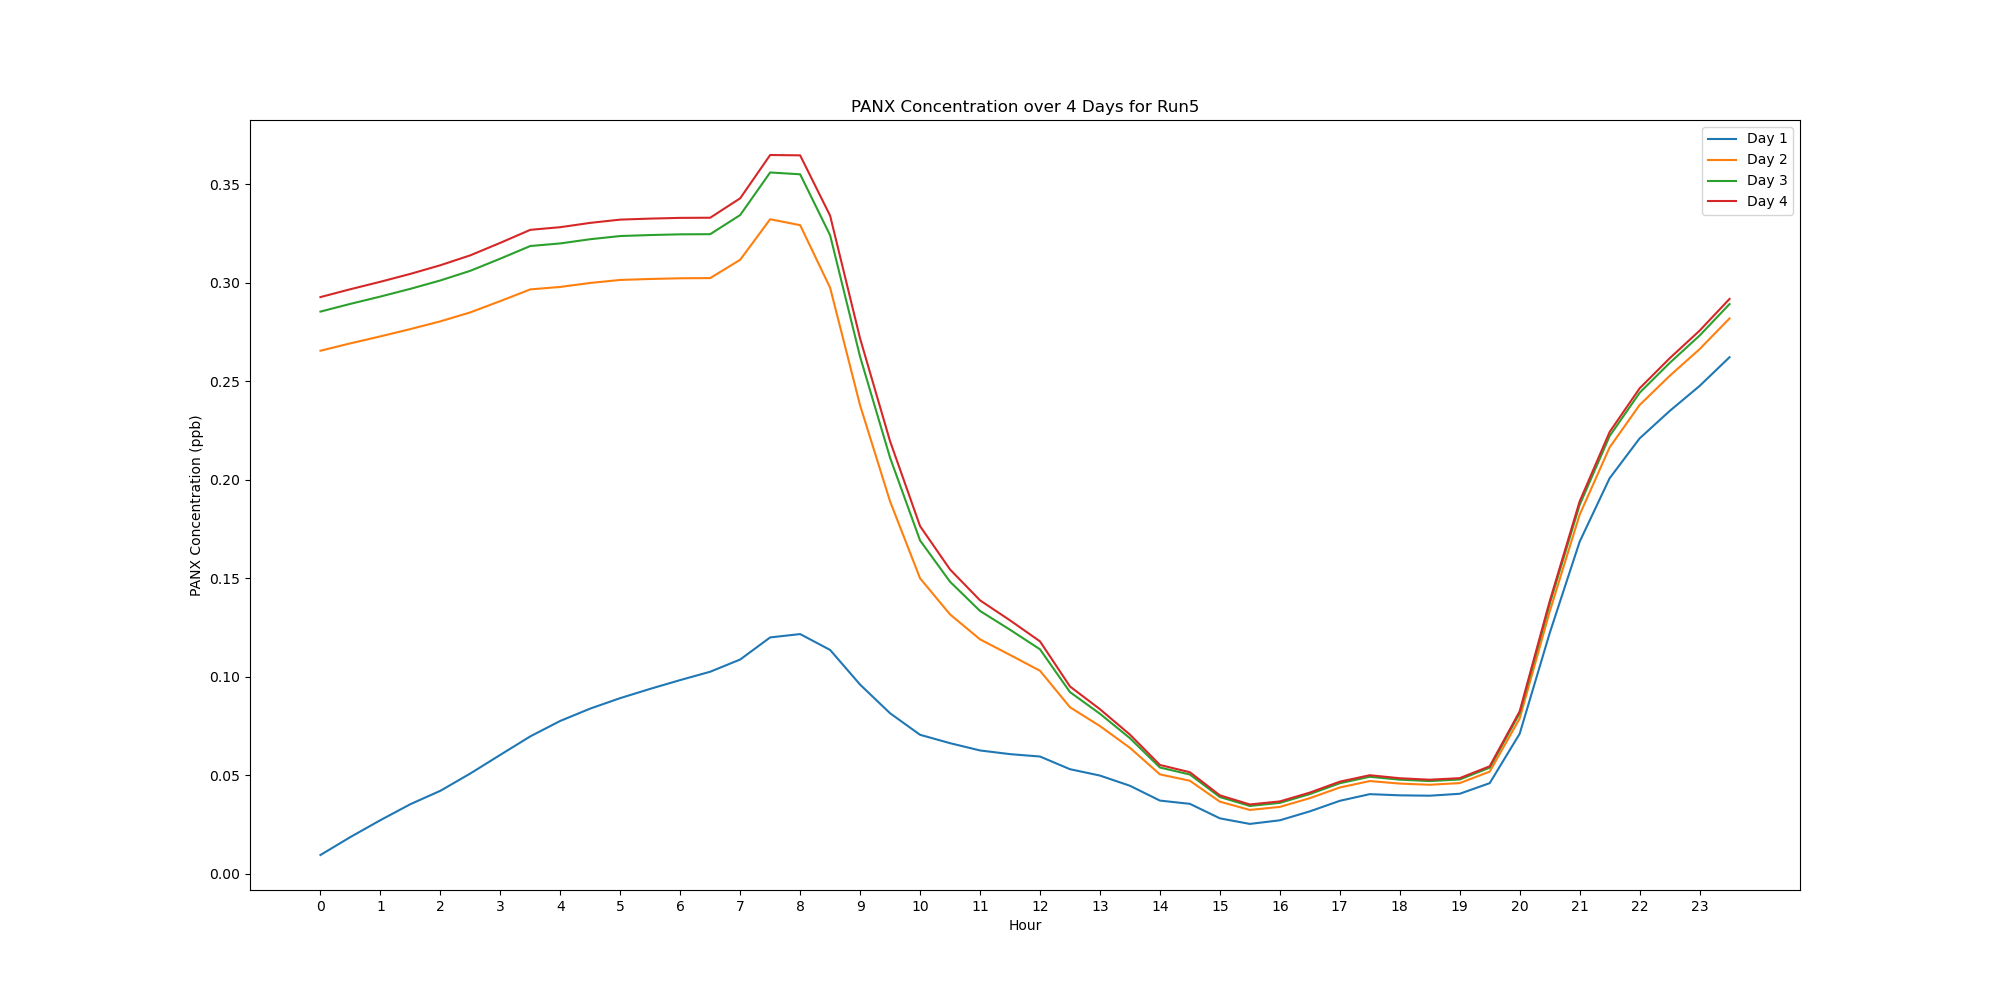 PANX Concentration over 4 Days for Run5
Day 1
Day 2
Day 3
Day 4
PANX Concentration (ppb)
0.35
0.30
0.25
0.20
0.15
0.10
0.05
0.00
0 1 2 3 4 5 6 7 8 9 10 11 12 13 14 15 16 17 18 19 20 21 22 23
Hour